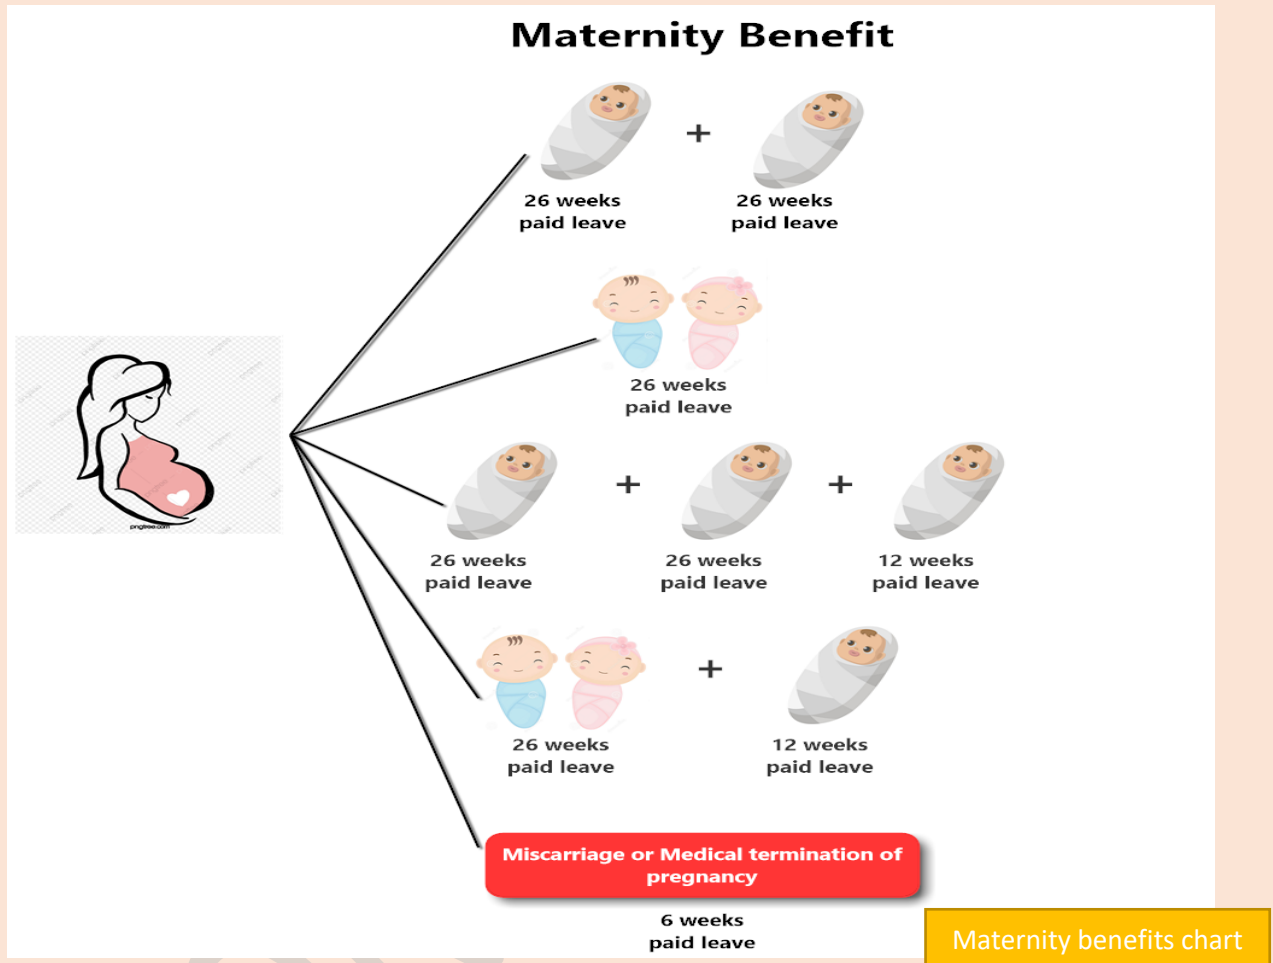 Maternity Benefit
+
26 weeks
paid leave
26 weeks
paid leave
26 weeks
paid leave
+
+
26 weeks
paid leave
26 weeks
paid leave
12 weeks
paid leave
+
26 weeks
paid leave
12 weeks
paid leave
pngtree.com
Miscarriage or Medical termination of
pregnancy
6 weeks
paid leave
Maternity benefits chart